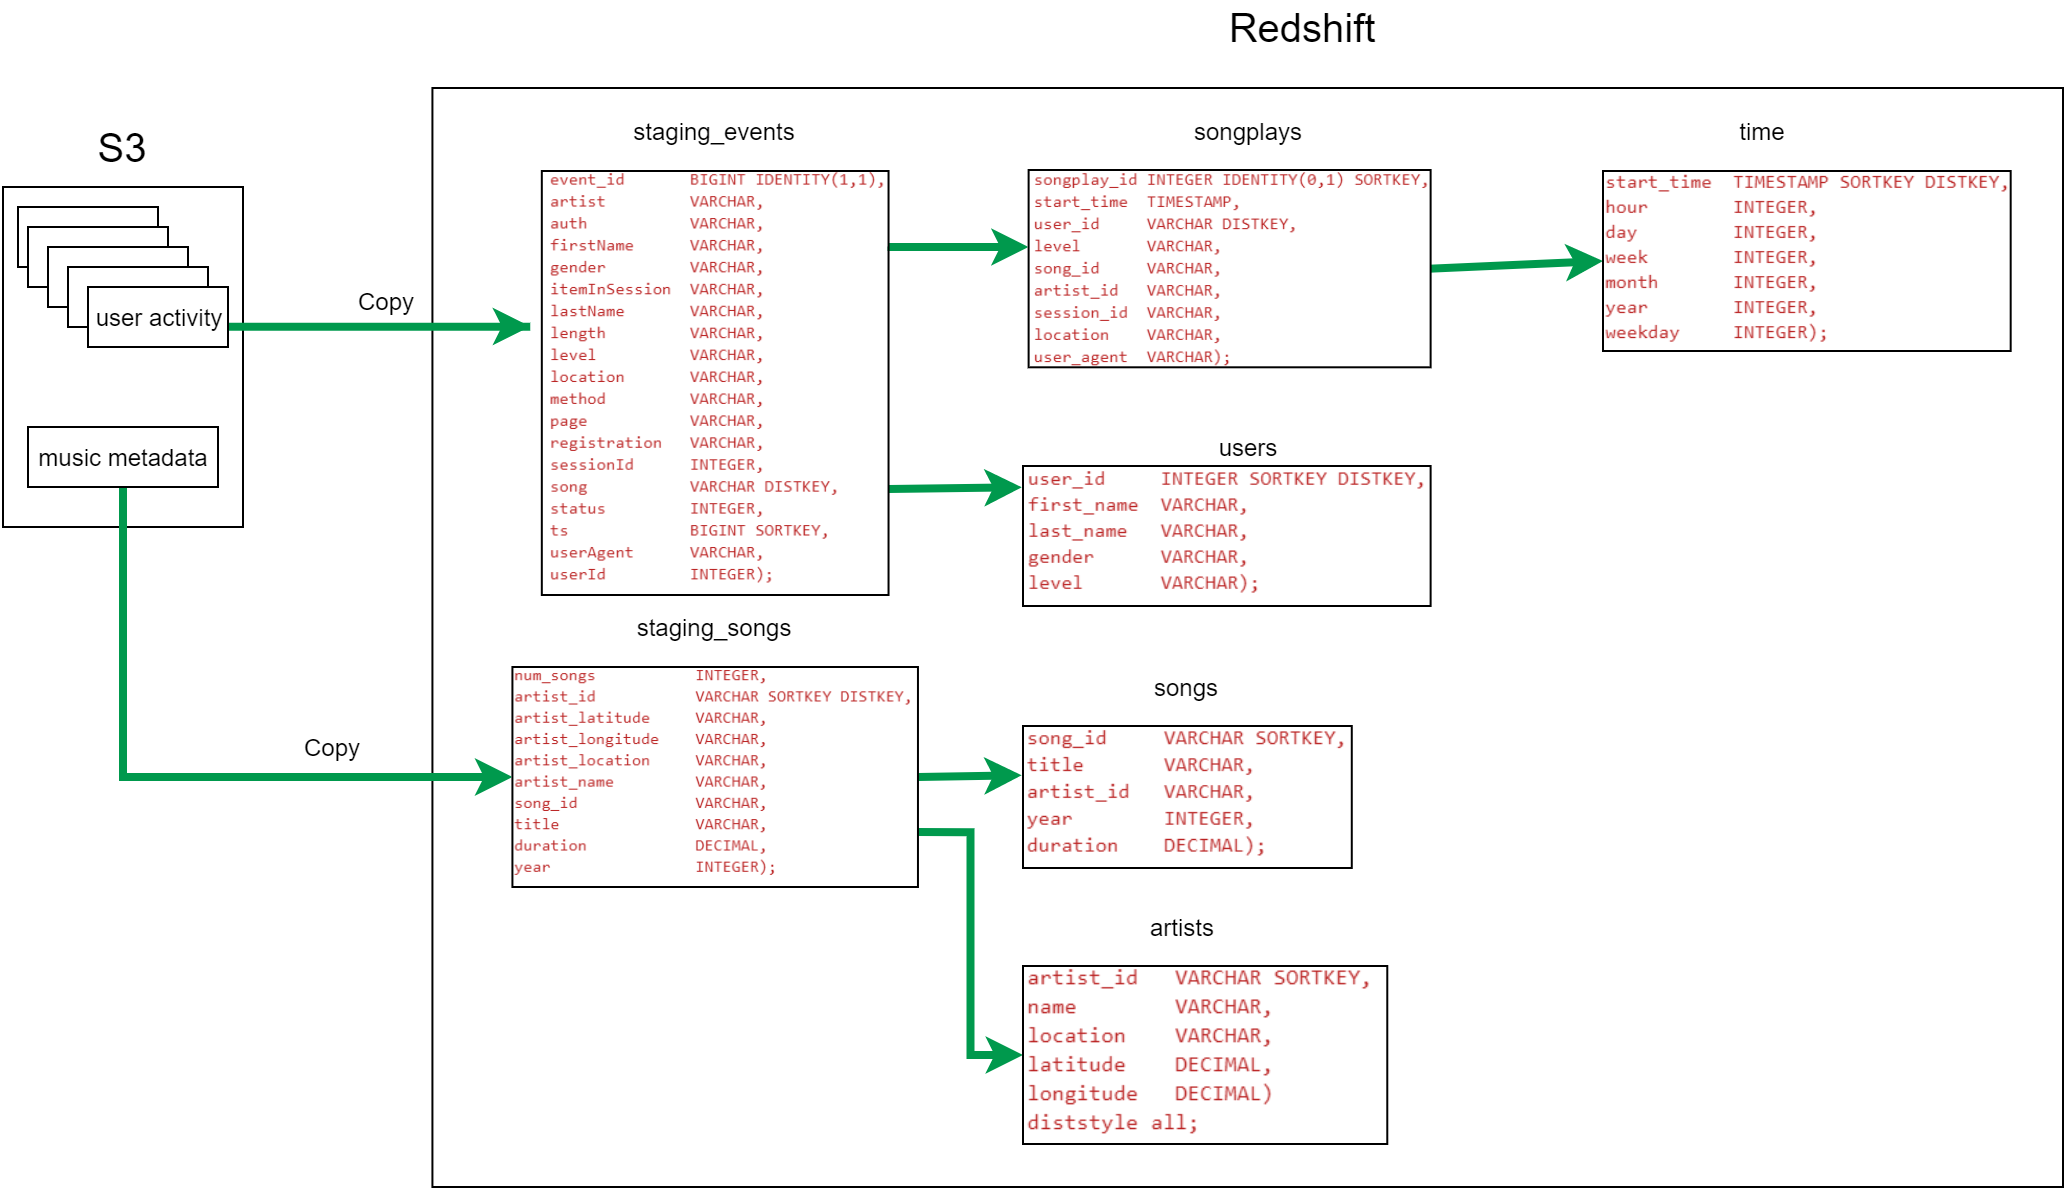 Redshift
S3
user activity
music metadata
Copy
Copy
staging_events
event_id BIGINT IDENTITY(1,1),
artist VARCHAR,
auth VARCHAR,
firstName VARCHAR,
gender VARCHAR,
itemInSession VARCHAR,
lastName VARCHAR,
length VARCHAR,
level VARCHAR,
location VARCHAR,
method VARCHAR,
page VARCHAR,
registration VARCHAR,
sessionId INTEGER,
song VARCHAR DISTKEY,
status INTEGER,
ts BIGINT SORTKEY,
userAgent VARCHAR,
userId INTEGER);
songplays
songplay_id INTEGER IDENTITY(0,1) SORTKEY,
start_time TIMESTAMP,
user_id VARCHAR DISTKEY,
level VARCHAR,
song_id VARCHAR,
artist_id VARCHAR,
session_id VARCHAR,
location VARCHAR,
user_agent VARCHAR);
time
start_time TIMESTAMP SORTKEY DISTKEY,
hour INTEGER,
day INTEGER,
week INTEGER,
month INTEGER,
year INTEGER,
weekday INTEGER);
users
user_id INTEGER SORTKEY DISTKEY,
first_name VARCHAR,
last_name VARCHAR,
gender VARCHAR,
level VARCHAR);
staging_songs
num_songs INTEGER,
artist_id VARCHAR SORTKEY DISTKEY,
artist_latitude VARCHAR,
artist_longitude VARCHAR,
artist_location VARCHAR,
artist_name VARCHAR,
song_id VARCHAR,
title VARCHAR,
duration DECIMAL,
year INTEGER);
songs
song_id VARCHAR SORTKEY,
title VARCHAR,
artist_id VARCHAR,
year INTEGER,
duration DECIMAL);
artists
artist_id VARCHAR SORTKEY,
name VARCHAR,
location VARCHAR,
latitude DECIMAL,
longitude DECIMAL)
diststyle all;